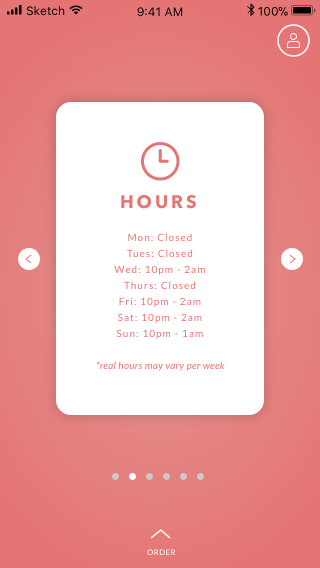 Sketch
9:41 AM
100%
HOURS
Mon: Closed
Tues: Closed
Wed: 10pm - 2am
Thurs: Closed
Fri: 10pm - 2am
Sat: 10pm - 2am
Sun: 10pm - 1am
*real hours may vary per week
ORDER